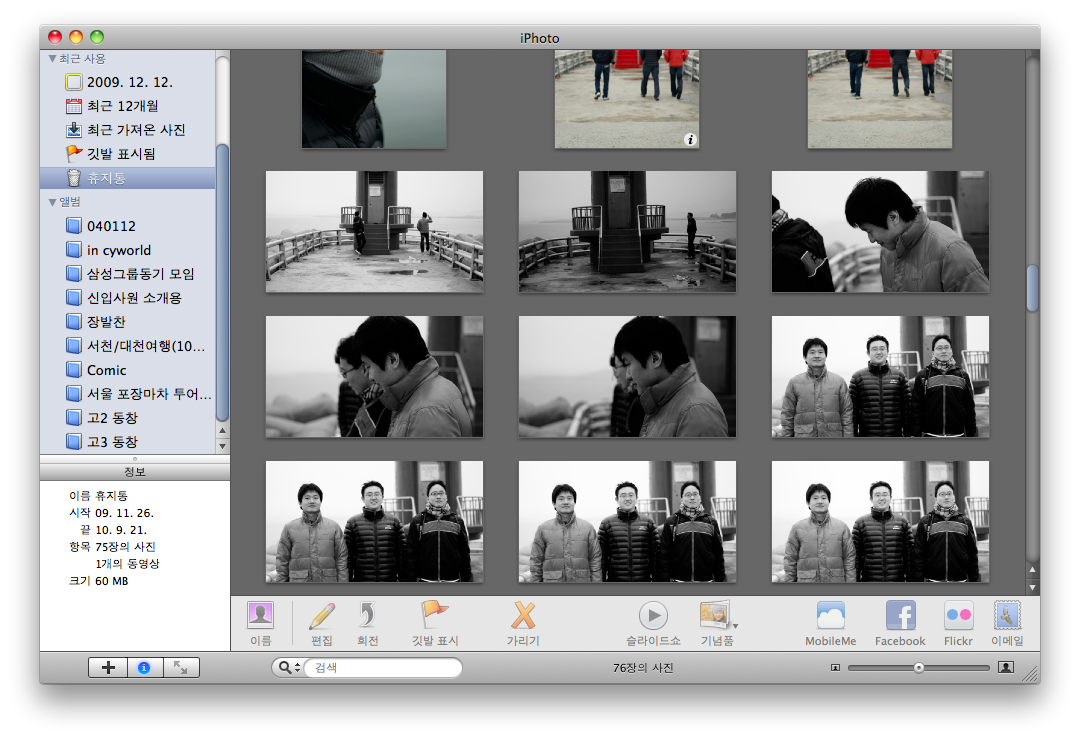 iPhoto
최근 사용
2009. 12. 12.
최근 12개월
최근 가져온 사진
깃발 표시됨
휴지통
앨범
040112
in cyworld
삼성그룹동기 모임
신입사원 소개용
장발찬
서천/대천여행(10...
Comic
서울 포장마차 투어...
고2 동창
고3 동창
정보
이름 휴지통
시작 09. 11. 26.
끝 10. 9. 21.
항목 75장의 사진
1개의 동영상
크기 60 MB
이름 편집 회전 깃발 표시 가리기 슬라이드쇼 기념품 MobileMe Facebook Flickr 이메일
검색 76장의 사진